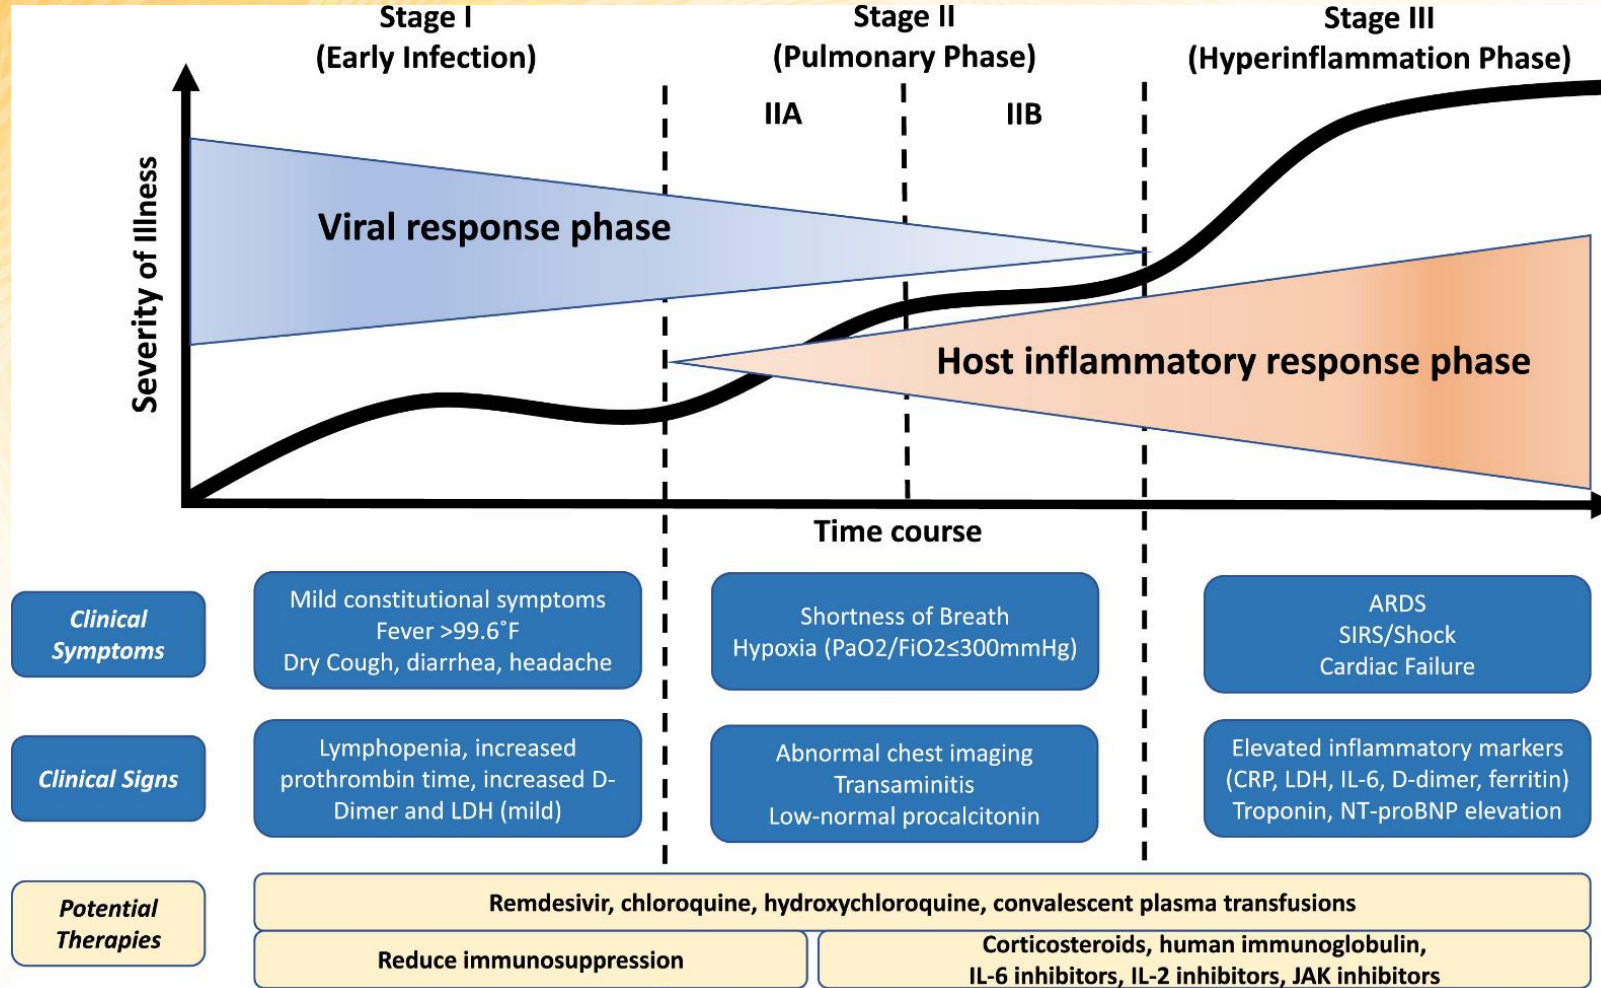 Stage I
(Early Infection)
Stage II
(Pulmonary Phase)
Stage III
(Hyperinflammation Phase)
IIA
IIB
Severity of Illness
Viral response phase
Host inflammatory response phase
Time course
Clinical
Symptoms
Mild constitutional symptoms
Fever >99.6°F
Dry Cough, diarrhea, headache
Shortness of Breath
Hypoxia (PaO2/FiO2≤300mmHg)
ARDS
SIRS/Shock
Cardiac Failure
Clinical Signs
Lymphopenia, increased
prothrombin time, increased D-
Dimer and LDH (mild)
Abnormal chest imaging
Transaminitis
Low-normal procalcitonin
Elevated inflammatory markers
(CRP, LDH, IL-6, D-dimer, ferritin)
Troponin, NT-proBNP elevation
Potential
Therapies
Remdesivir, chloroquine, hydroxychloroquine, convalescent plasma transfusions
Reduce immunosuppression
Corticosteroids, human immunoglobulin,
IL-6 inhibitors, IL-2 inhibitors, JAK inhibitors